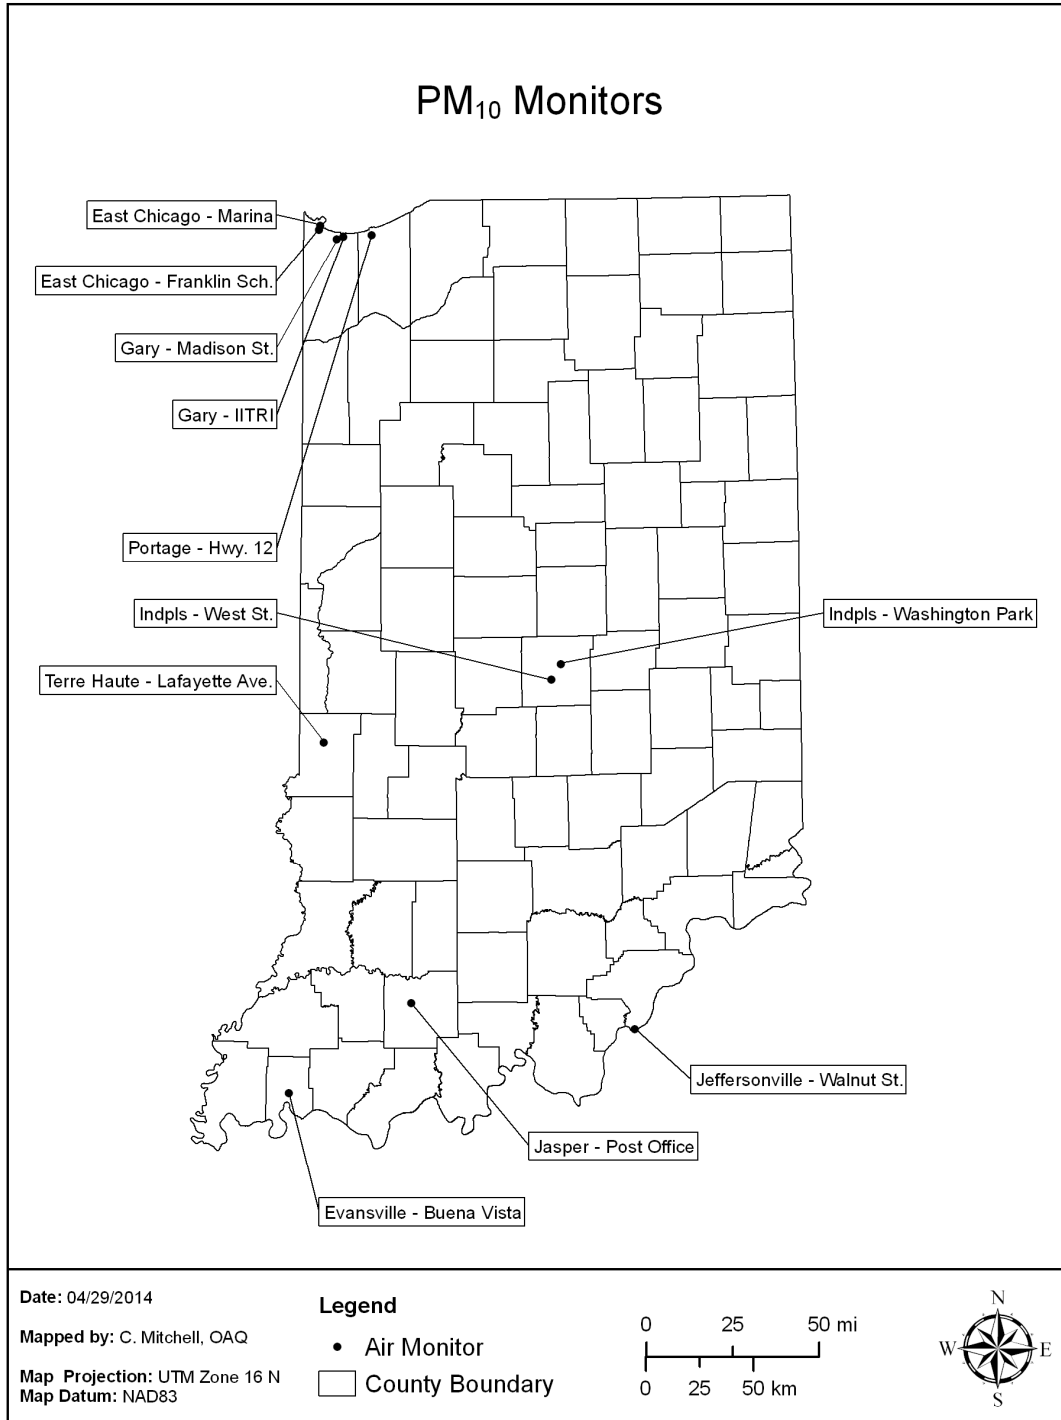 PM10 Monitors
East Chicago - Marina
East Chicago - Franklin Sch.
Gary - Madison St.
Gary - IITRI
Portage - Hwy. 12
Indpls - West St.
Indpls - Washington Park
Terre Haute - Lafayette Ave.
Jeffersonville - Walnut St.
Jasper - Post Office
Evansville - Buena Vista
Date: 04/29/2014
Mapped by: C. Mitchell, OAQ
Map Projection: UTM Zone 16 N
Map Datum: NAD83
Legend
Air Monitor
County Boundary
0 25 50 mi
0 25 50 km
N
W E
S